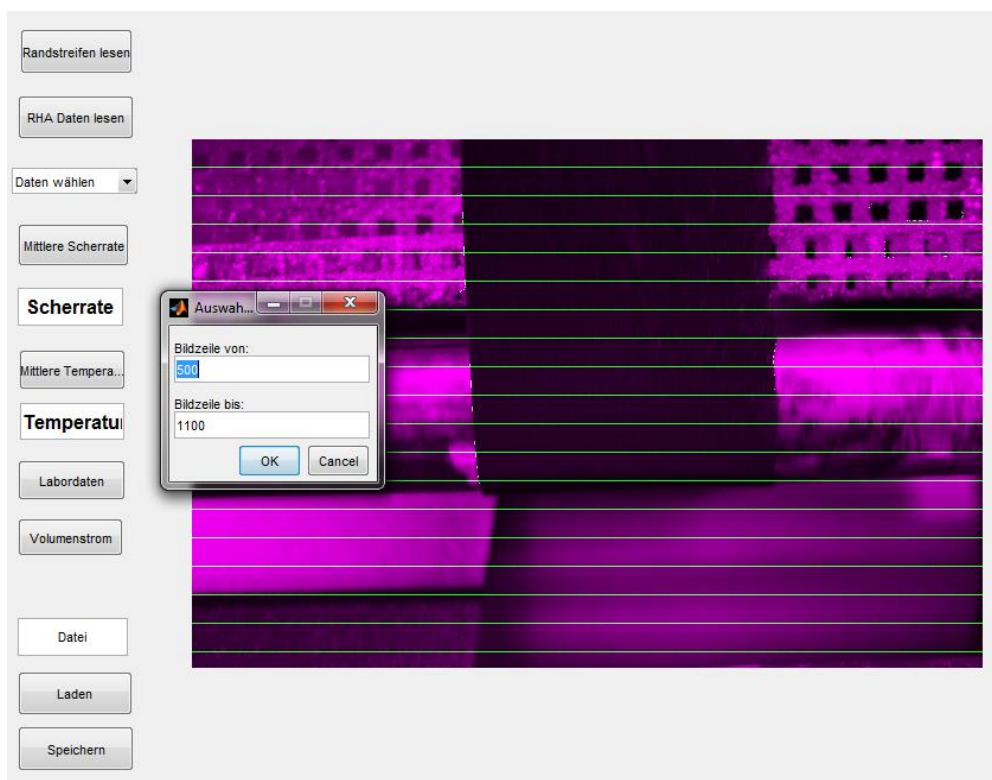 Randstreifen lesen
RHA Daten lesen
Daten wählen
Mittlere Scherrate
Scherrate
Mittlere Tempera...
Temperatu
Labordaten
Volumenstrom
Datei
Laden
Speichern
Auswah...
Bildzeile von:
500
Bildzeile bis:
1100
OK Cancel